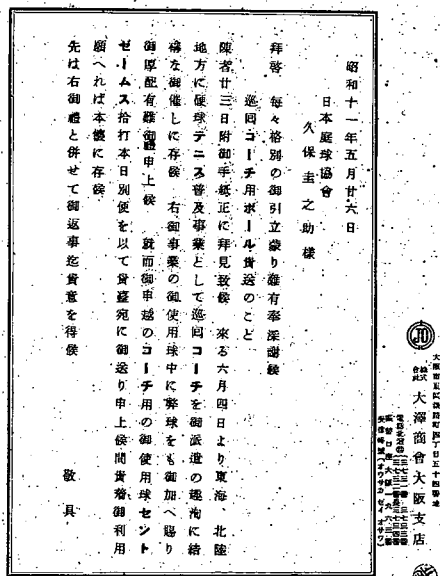 昭和十一年五月廿六日
日本庭球協會
久保圭之助樣
拜啓 每々格別の御引立蒙り難有奉深謝候
巡回コーチ用ボール貴送のこと
陳者廿三日附御手紙正に拜見致候 來る六月四日より東海 北陸
地方に硬球テニス普及事業として巡回コーチを御派遣の趣洵に結
構な御催しに存候 右御事業の御使用球中に弊球をも御加へ賜り
御厚配有難御禮申上候 就而御申越のコーチ用の御使用球セント
ゼームス拾打本日別便を以て貴臺宛に御送り申上候間貴着御利用
願へれば本懷に存候
先は右御禮と併せて御返事迄貴意を得候
敬具
株式會社 大澤商會大阪支店